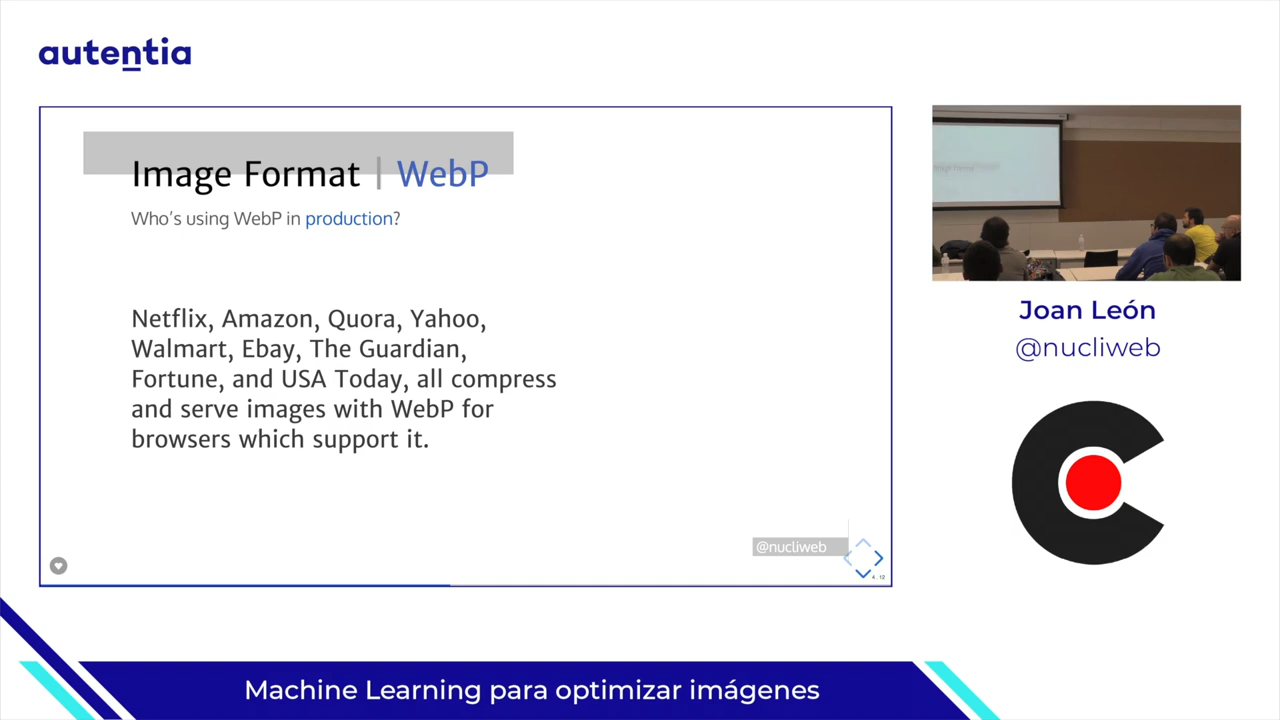 autentia
Image Format | WebP
Who's using WebP in production?
Netflix, Amazon, Quora, Yahoo,
Walmart, Ebay, The Guardian,
Fortune, and USA Today, all compress
and serve images with WebP for
browsers which support it.
@nucliweb
4 . 12
Joan León
@nucliweb
Machine Learning para optimizar imágenes